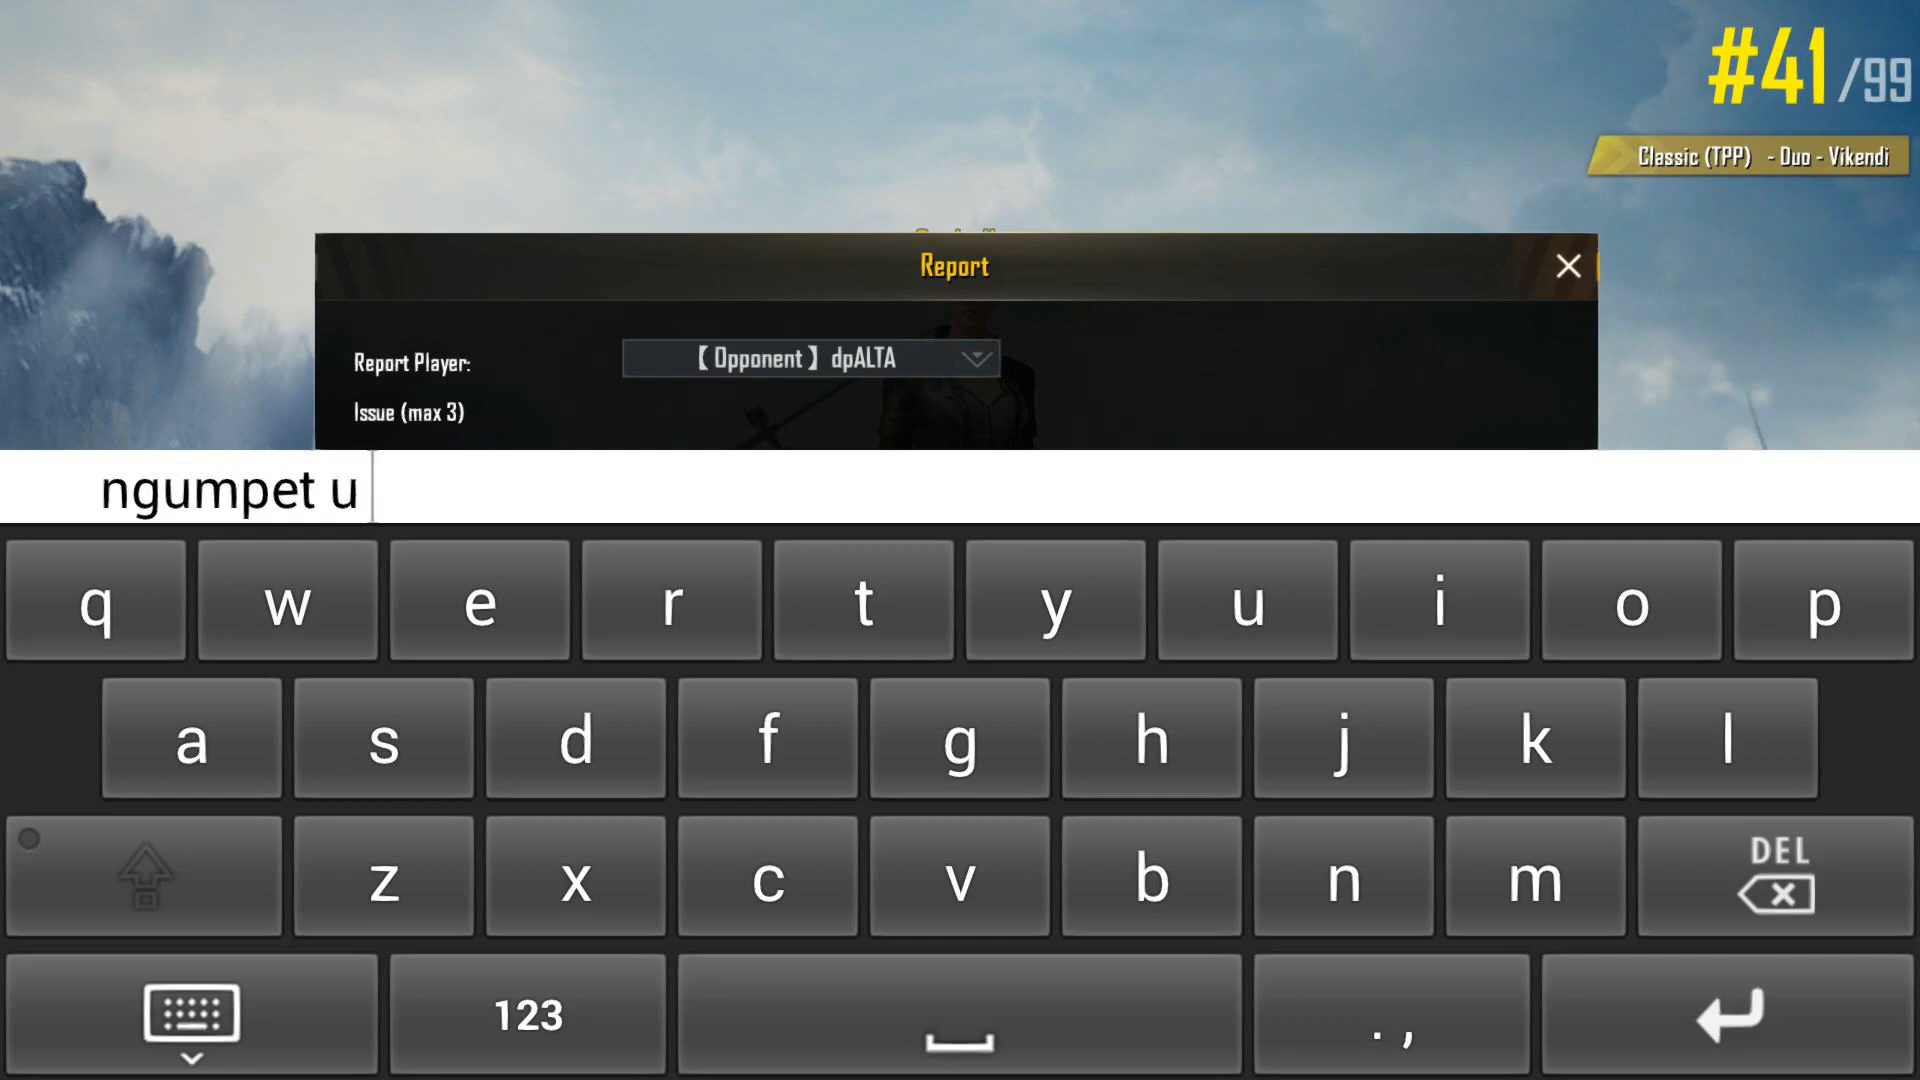 #41/99
Classic (TPP) - Duo - Vikendi
Report
Report Player:
【Opponent】dpALTA
Issue (max 3)
ngumpet u
q w e r t y u i o p
a s d f g h j k l
z x c v b n m DEL
123 . ,